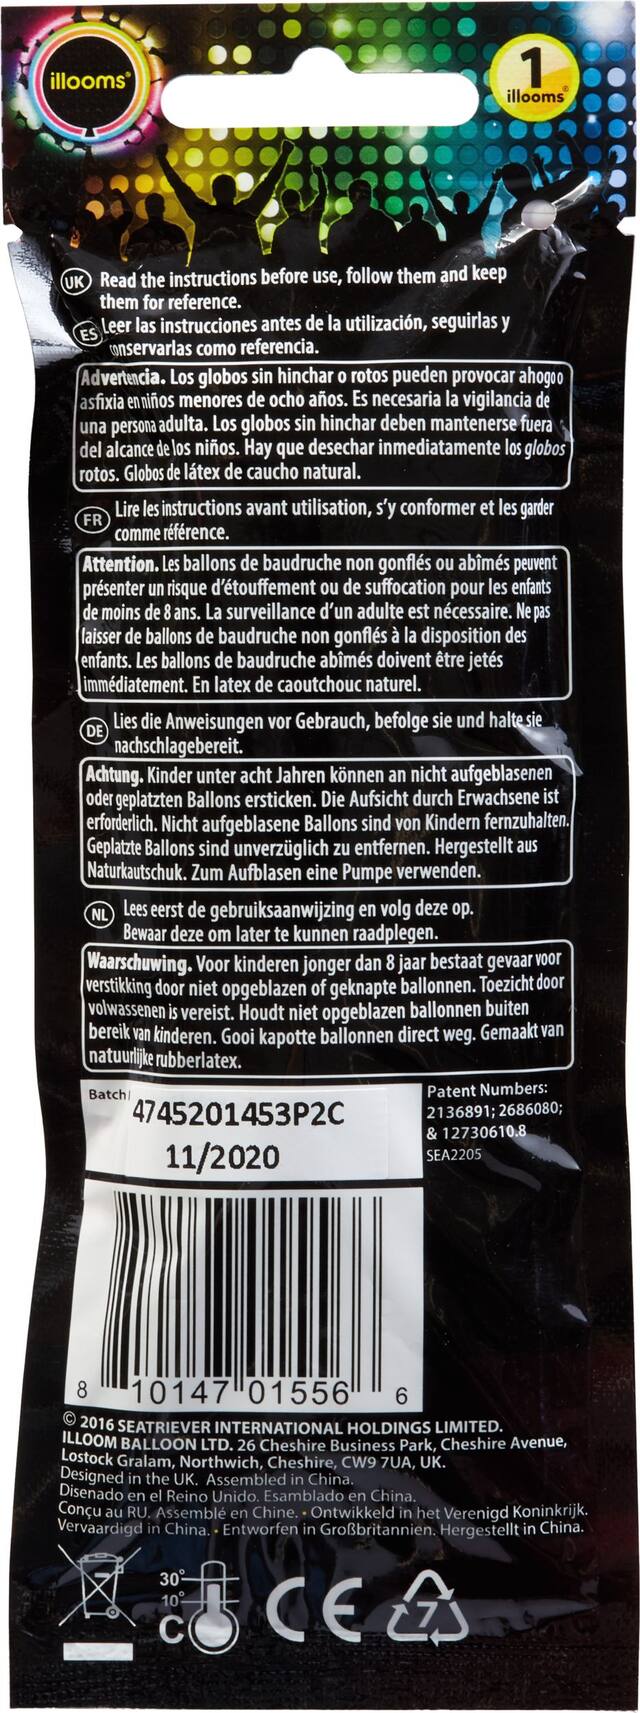 illooms®
1
illooms®
UK Read the instructions before use, follow them and keep
them for reference.
ES Leer las instrucciones antes de la utilización, seguirlas y
onservarlas como referencia.
Advertencia. Los globos sin hinchar o rotos pueden provocar ahogo o
asfixia en niños menores de ocho años. Es necesaria la vigilancia de
una persona adulta. Los globos sin hinchar deben mantenerse fuera
del alcance de los niños. Hay que desechar inmediatamente los globos
rotos. Globos de látex de caucho natural.
FR Lire les instructions avant utilisation, s'y conformer et les garder
comme référence.
Attention. Les ballons de baudruche non gonflés ou abîmés peuvent
présenter un risque d'étouffement ou de suffocation pour les enfants
de moins de 8 ans. La surveillance d'un adulte est nécessaire. Ne pas
laisser de ballons de baudruche non gonflés à la disposition des
enfants. Les ballons de baudruche abîmés doivent être jetés
immédiatement. En latex de caoutchouc naturel.
DE Lies die Anweisungen vor Gebrauch, befolge sie und halte sie
nachschlagebereit.
Achtung. Kinder unter acht Jahren können an nicht aufgeblasenen
oder geplatzten Ballons ersticken. Die Aufsicht durch Erwachsene ist
erforderlich. Nicht aufgeblasene Ballons sind von Kindern fernzuhalten.
Geplatzte Ballons sind unverzüglich zu entfernen. Hergestellt aus
Naturkautschuk. Zum Aufblasen eine Pumpe verwenden.
NL Lees eerst de gebruiksaanwijzing en volg deze op.
Bewaar deze om later te kunnen raadplegen.
Waarschuwing. Voor kinderen jonger dan 8 jaar bestaat gevaar voor
verstikking door niet opgeblazen of geknapte ballonnen. Toezicht door
volwassenen is vereist. Houdt niet opgeblazen ballonnen buiten
bereik van kinderen. Gooi kapotte ballonnen direct weg. Gemaakt van
natuurlijke rubberlatex.
Batch
4745201453P2C
11/2020
Patent Numbers:
2136891; 2686080;
& 12730610.8
SEA2205
8 10147 01556 6
© 2016 SEATRIEVER INTERNATIONAL HOLDINGS LIMITED.
ILLOOM BALLOON LTD. 26 Cheshire Business Park, Cheshire Avenue,
Lostock Gralam, Northwich, Cheshire, CW9 7UA, UK.
Designed in the UK. Assembled in China.
Disenado en el Reino Unido. Esamblado en China.
Conçu au RU. Assemblé en Chine. • Ontwikkeld in het Verenigd Koninkrijk.
Vervaardigd in China. • Entworfen in Großbritannien. Hergestellt in China.
30°
10°
C
CE
7